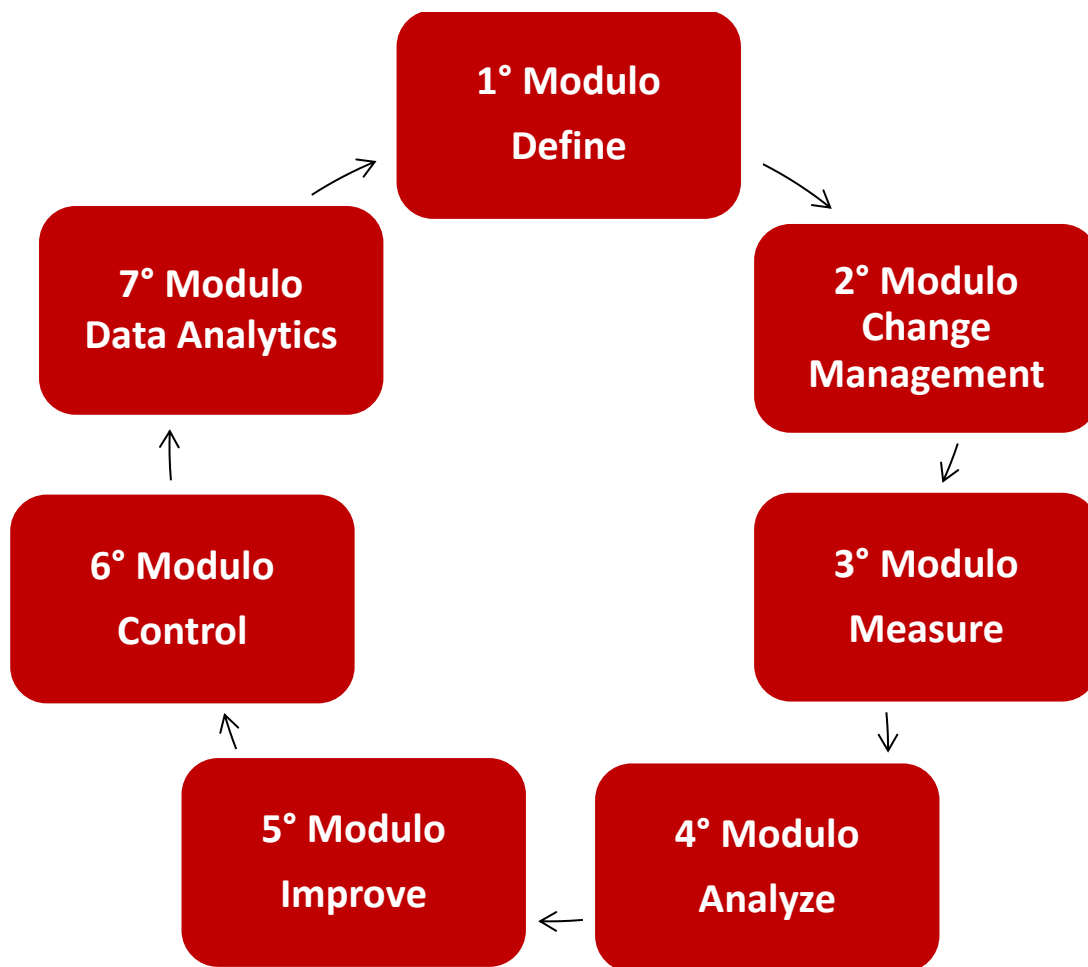 1° Modulo
Define
2° Modulo
Change
Management
3° Modulo
Measure
4° Modulo
Analyze
5° Modulo
Improve
6° Modulo
Control
7° Modulo
Data Analytics